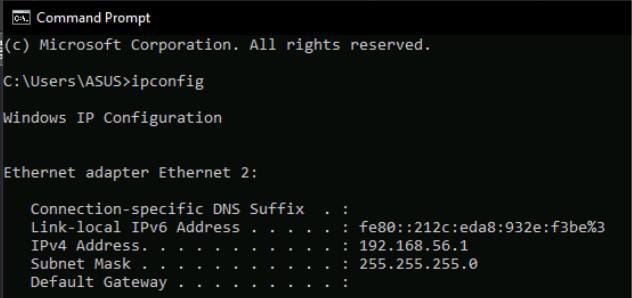 Command Prompt
(c) Microsoft Corporation. All rights reserved.
C:\Users\ASUS>ipconfig
Windows IP Configuration
Ethernet adapter Ethernet 2:
Connection-specific DNS Suffix  . :
Link-local IPv6 Address . . . . . : fe80::212c:eda8:932e:f3be%3
IPv4 Address. . . . . . . . . . . : 192.168.56.1
Subnet Mask . . . . . . . . . . . : 255.255.255.0
Default Gateway . . . . . . . . . :